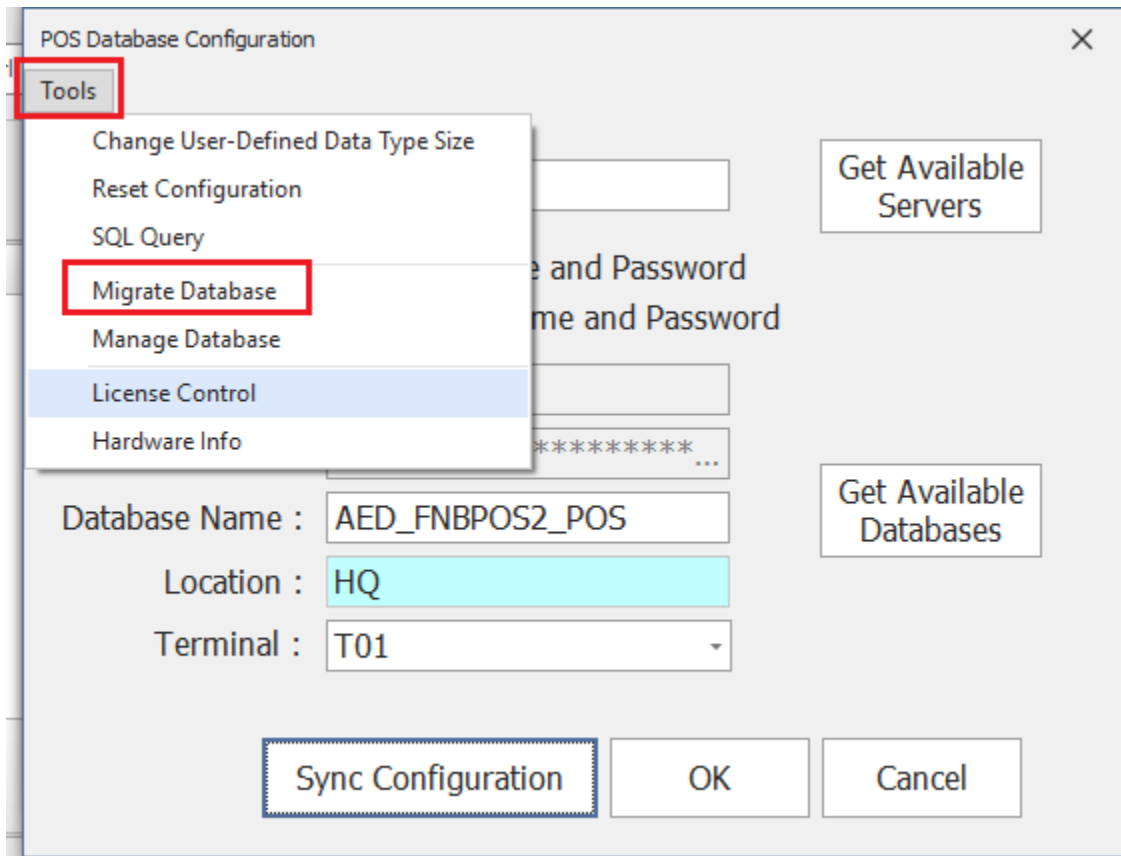 POS Database Configuration
Tools
Change User-Defined Data Type Size
Reset Configuration
SQL Query
Migrate Database
Manage Database
License Control
Hardware Info
Get Available
Servers
and Password
me and Password
*********...
Get Available
Databases
Database Name : AED_FNBPOS2_POS
Location : HQ
Terminal : T01
Sync Configuration
OK
Cancel